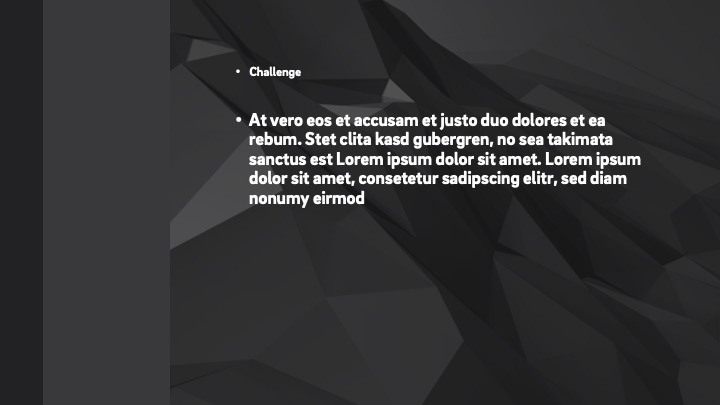 • Challenge
• At vero eos et accusam et justo duo dolores et ea
rebum. Stet clita kasd gubergren, no sea takimata
sanctus est Lorem ipsum dolor sit amet. Lorem ipsum
dolor sit amet, consetetur sadipscing elitr, sed diam
nonumy eirmod